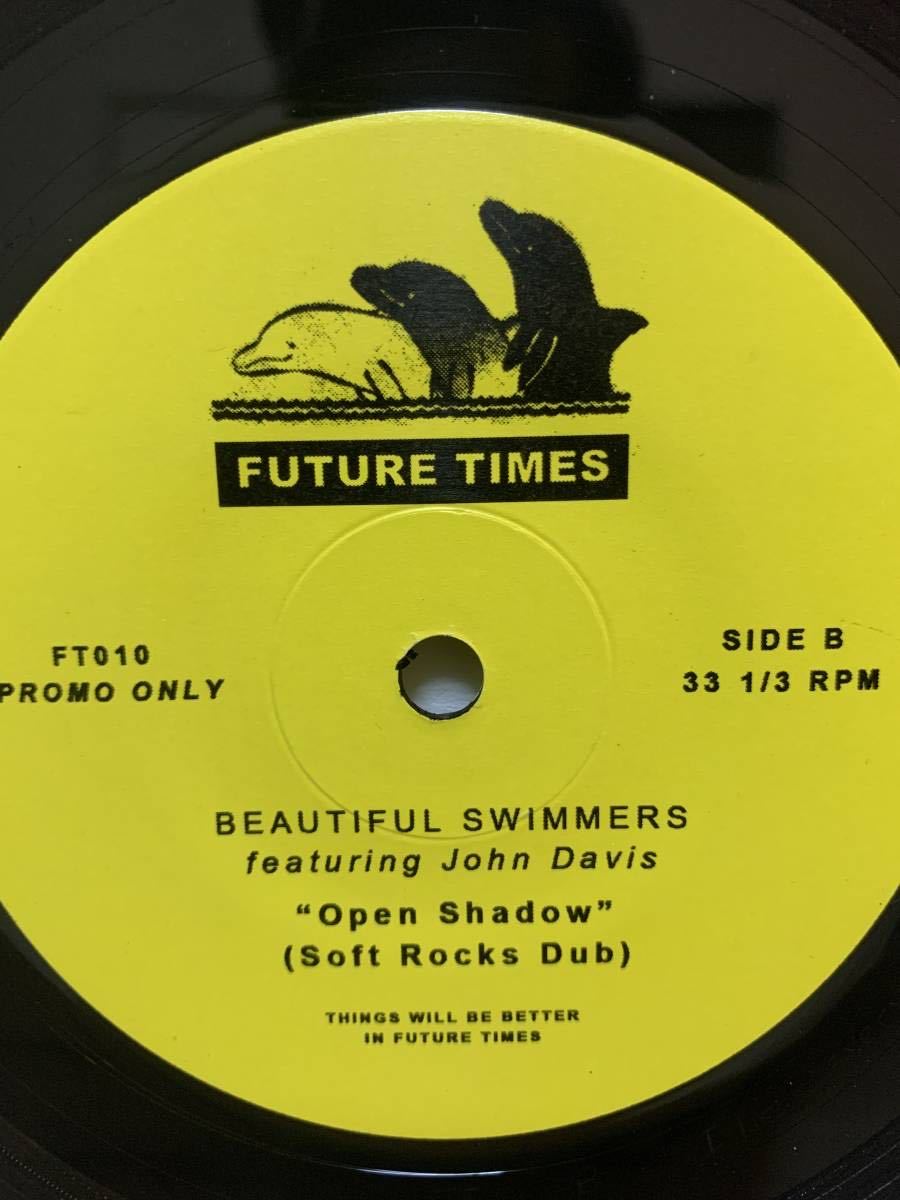 FUTURE TIMES
FT010
PROMO ONLY
SIDE B
33 1/3 RPM
BEAUTIFUL SWIMMERS
featuring John Davis
“Open Shadow”
(Soft Rocks Dub)
THINGS WILL BE BETTER
IN FUTURE TIMES